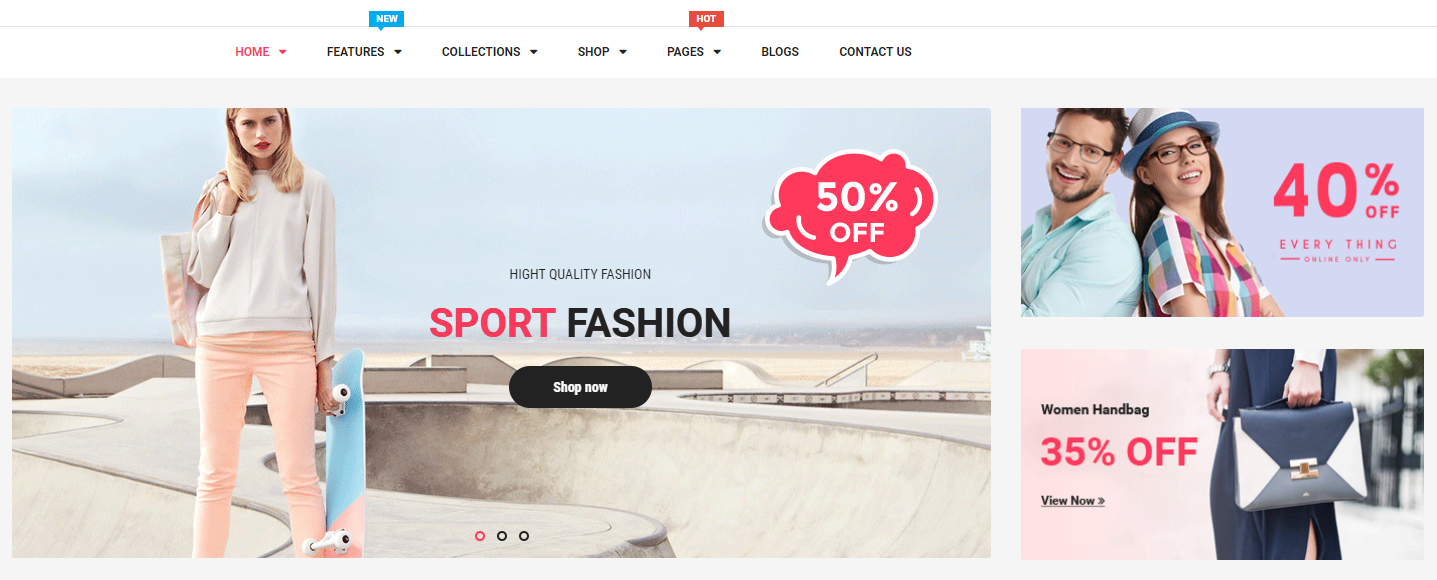 NEW
HOT
HOME
FEATURES
COLLECTIONS
SHOP
PAGES
BLOGS
CONTACT US
50%
OFF
HIGHT QUALITY FASHION
SPORT FASHION
Shop now
40%
OFF
EVERY THING
ONLINE ONLY
Women Handbag
35% OFF
View Now »